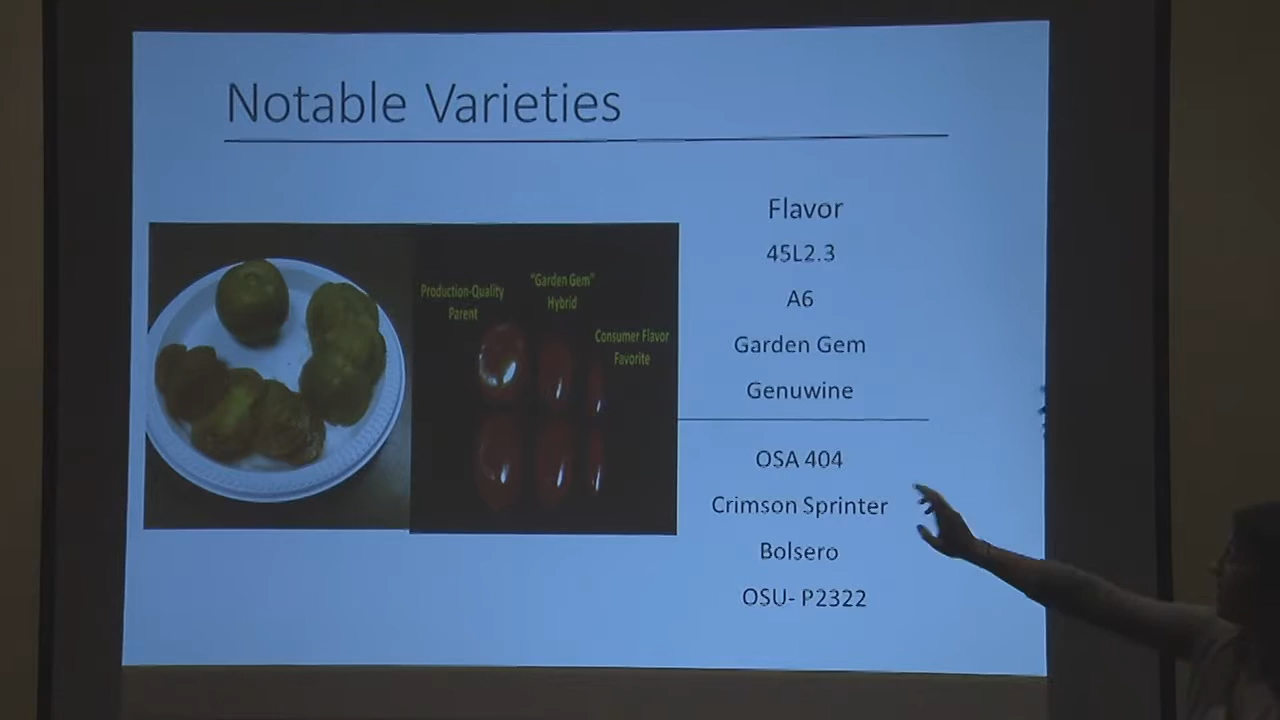 Notable Varieties
Production-Quality
Parent
"Garden Gem"
Hybrid
Consumer Flavor
Favorite
Flavor
45L2.3
A6
Garden Gem
Genuwine
OSA 404
Crimson Sprinter
Bolsero
OSU- P2322